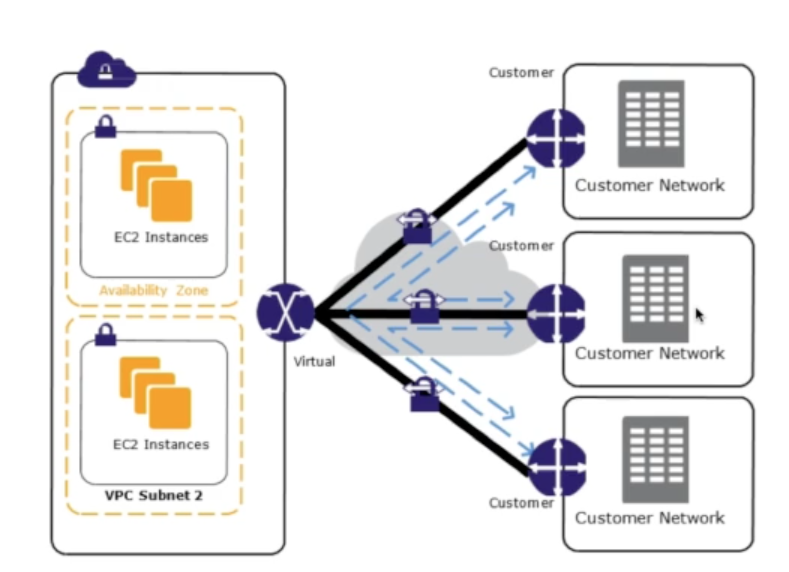 Customer
Customer Network
EC2 Instances
Availability Zone
Customer
Customer Network
Virtual
EC2 Instances
VPC Subnet 2
Customer
Customer Network